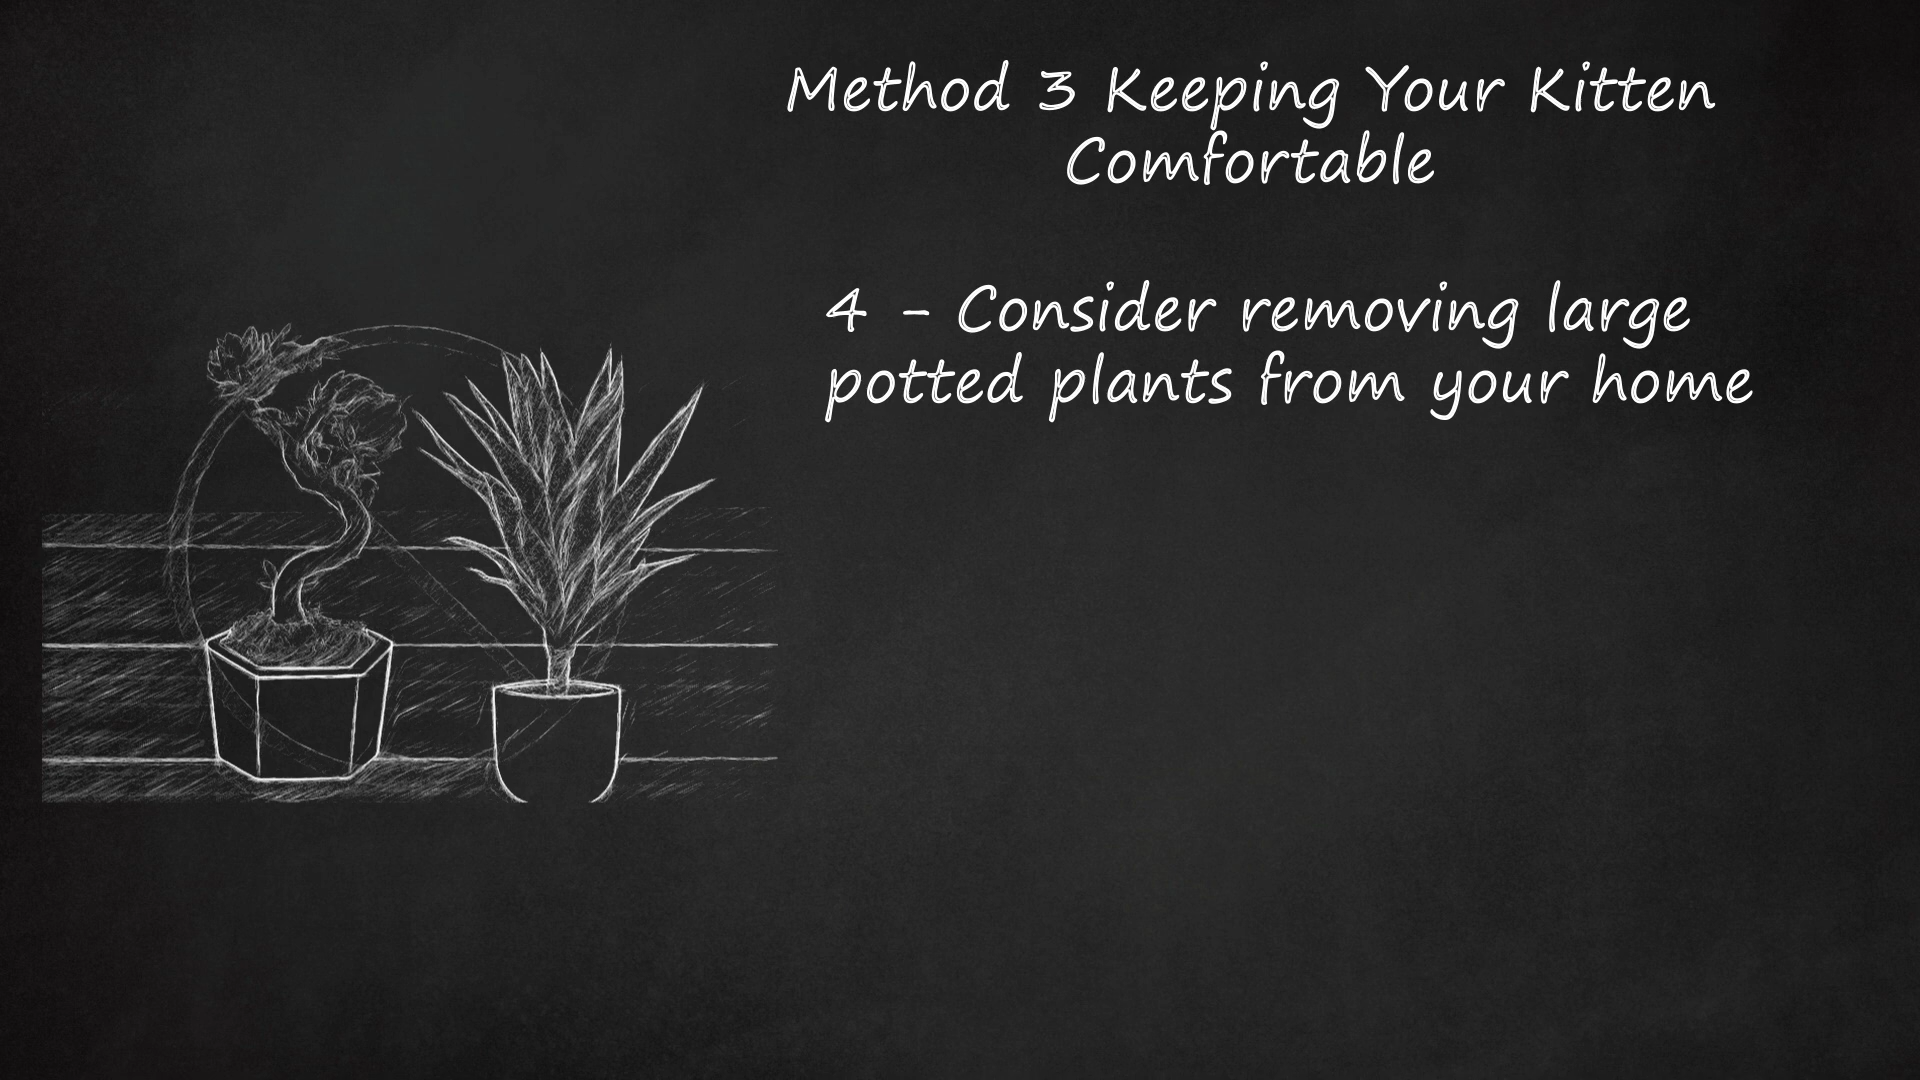 Method 3 Keeping Your Kitten
Comfortable
4 - Consider removing large
potted plants from your home